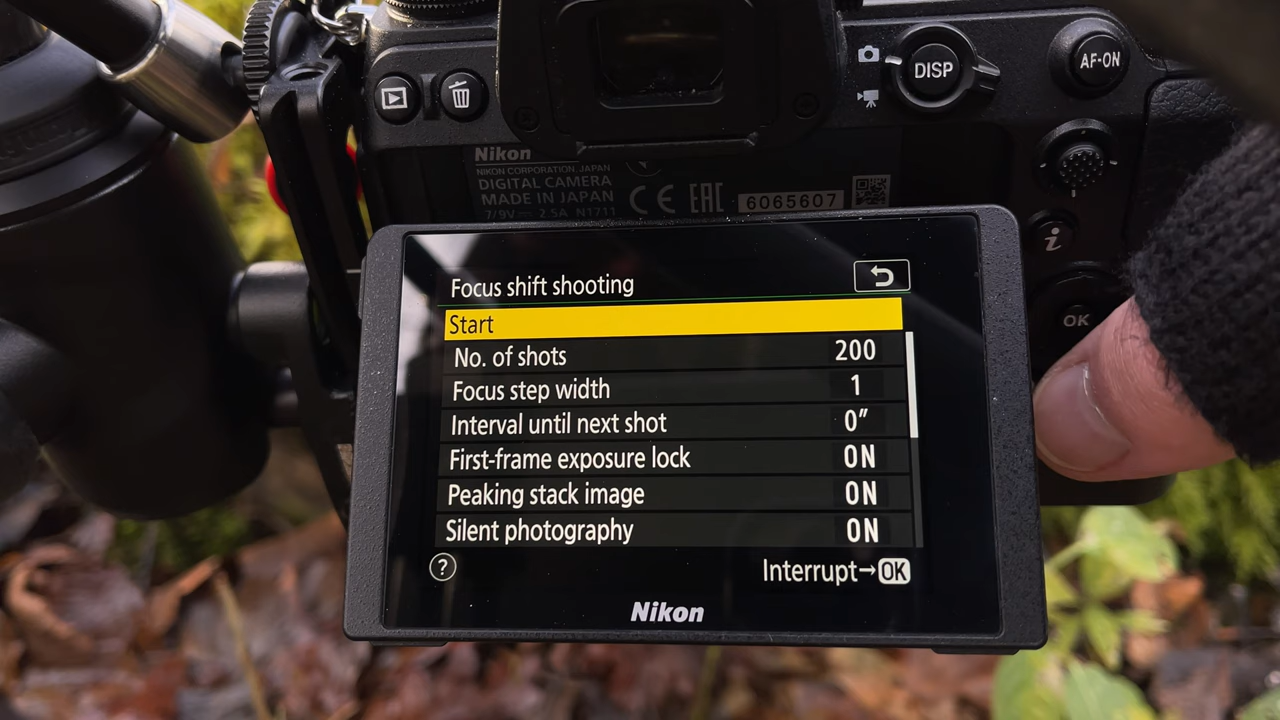 DISP
AF-ON
Nikon
NIKON CORPORATION JAPAN
DIGITAL CAMERA
MADE IN JAPAN
7/9V⎓ 2.5A N1711
CE EAC
6065607
i
OK
Focus shift shooting
Start
No. of shots 200
Focus step width 1
Interval until next shot 0″
First-frame exposure lock ON
Peaking stack image ON
Silent photography ON
? Interrupt→OK
Nikon